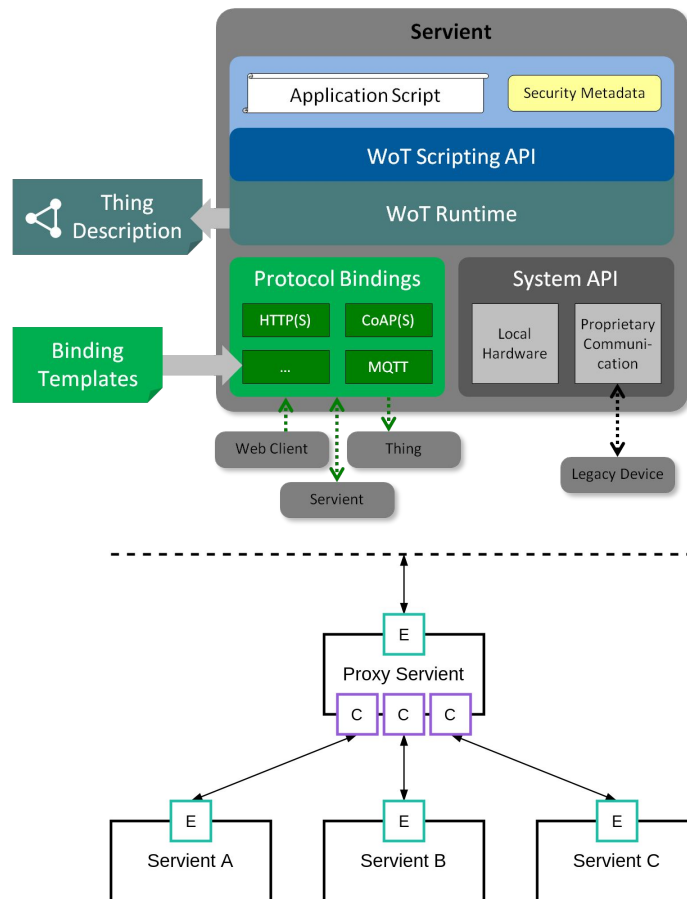 Servient
Application Script
Security Metadata
WoT Scripting API
WoT Runtime
Thing
Description
Protocol Bindings
HTTP(S)
CoAP(S)
...
MQTT
System API
Local
Hardware
Proprietary
Communi-
cation
Binding
Templates
Web Client
Thing
Servient
Legacy Device
E
Proxy Servient
C
C
C
E
E
E
Servient A
Servient B
Servient C